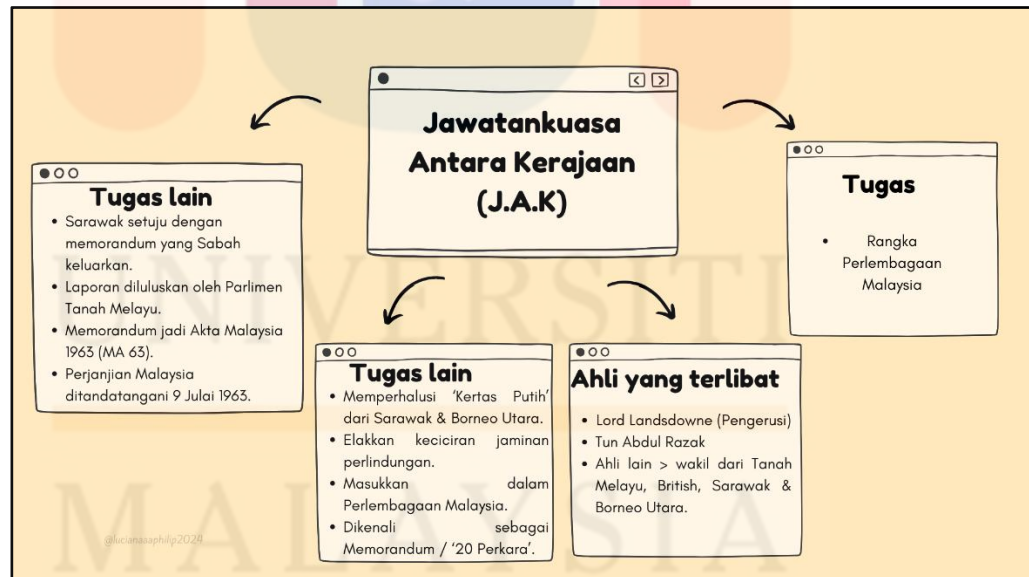 Jawatankuasa
Antara Kerajaan
(J.A.K)
Tugas lain
• Sarawak setuju dengan
memorandum yang Sabah
keluarkan.
• Laporan diluluskan oleh Parlimen
Tanah Melayu.
• Memorandum jadi Akta Malaysia
1963 (MA 63).
• Perjanjian Malaysia
ditandatangani 9 Julai 1963.
Tugas lain
• Memperhalusi ‘Kertas Putih’
dari Sarawak & Borneo Utara.
• Elakkan keciciran jaminan
perlindungan.
• Masukkan dalam
Perlembagaan Malaysia.
• Dikenali sebagai
Memorandum / ‘20 Perkara’.
Ahli yang terlibat
• Lord Landsdowne (Pengerusi)
• Tun Abdul Razak
• Ahli lain > wakil dari Tanah
Melayu, British, Sarawak &
Borneo Utara.
Tugas
• Rangka
Perlembagaan
Malaysia
UNIVERSITI
MALAYSIA
@lucianasaphilip2024